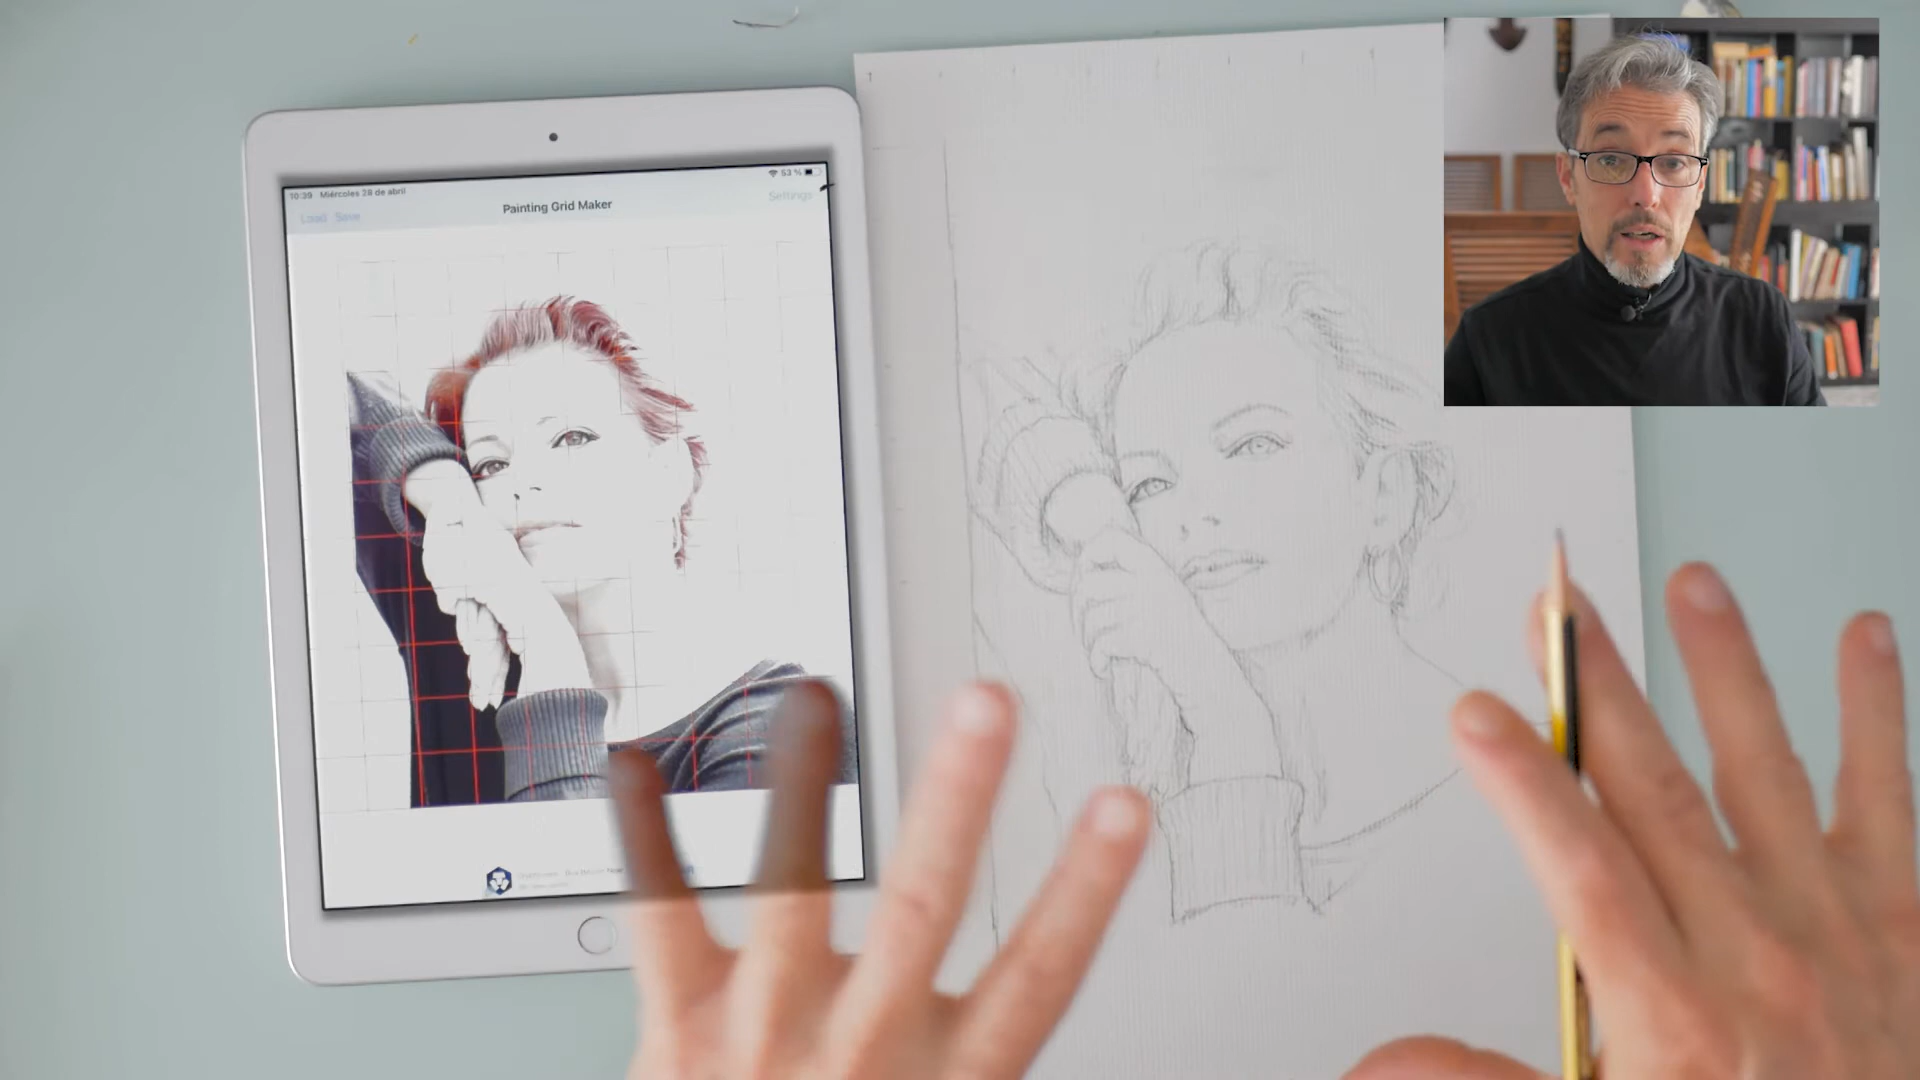 10:39 Miércoles 28 de abril
53 %
Load Save
Painting Grid Maker
Settings